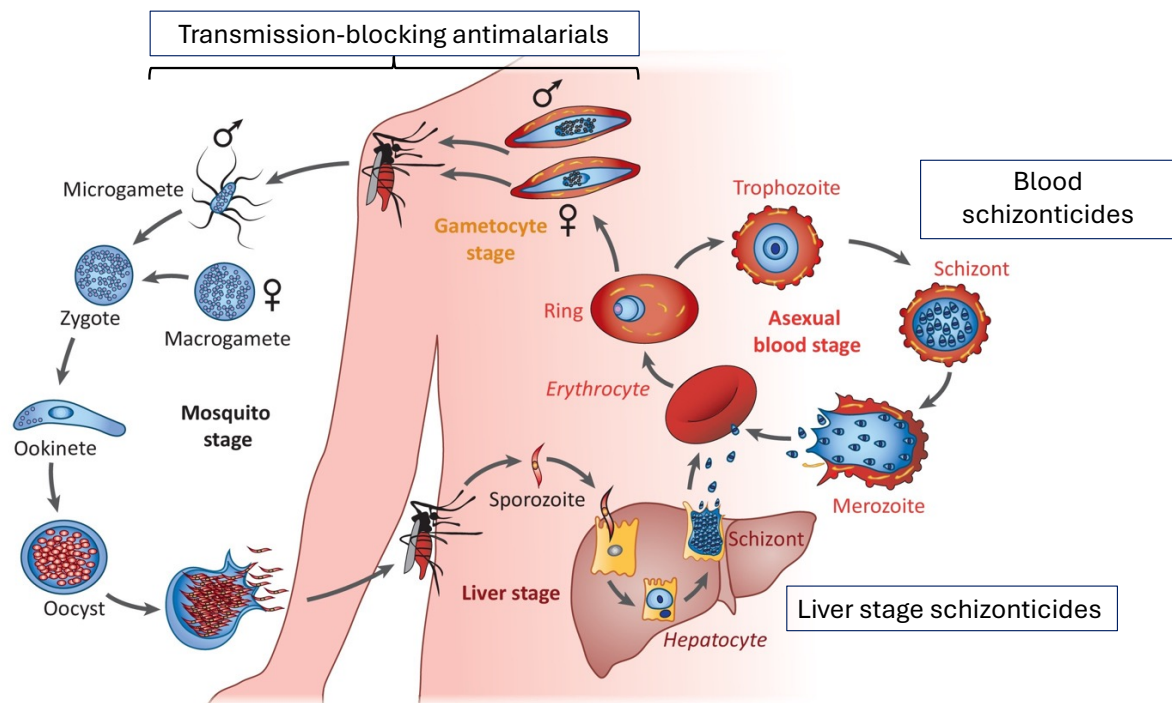 Transmission-blocking antimalarials
♂
♂
Microgamete
Trophozoite
Blood
schizonticides
Gametocyte
stage
♀
Schizont
♀
Zygote
Macrogamete
Ring
Asexual
blood stage
Erythrocyte
Mosquito
stage
Ookinete
Sporozoite
Merozoite
Schizont
Liver stage
Oocyst
Liver stage schizonticides
Hepatocyte